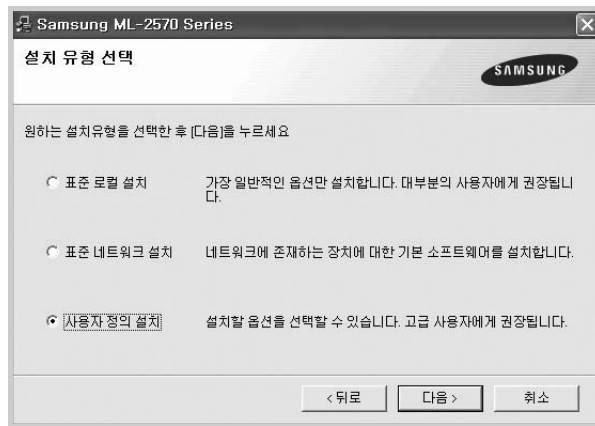 Samsung ML-2570 Series
설치 유형 선택
SAMSUNG
원하는 설치유형을 선택한 후 [다음]을 누르세요
표준 로컬 설치
가장 일반적인 옵션만 설치합니다. 대부분의 사용자에게 권장됩니
다.
표준 네트워크 설치
네트워크에 존재하는 장치에 대한 기본 소프트웨어를 설치합니다.
사용자 정의 설치
설치할 옵션을 선택할 수 있습니다. 고급 사용자에게 권장됩니다.
< 뒤로
다음 >
취소